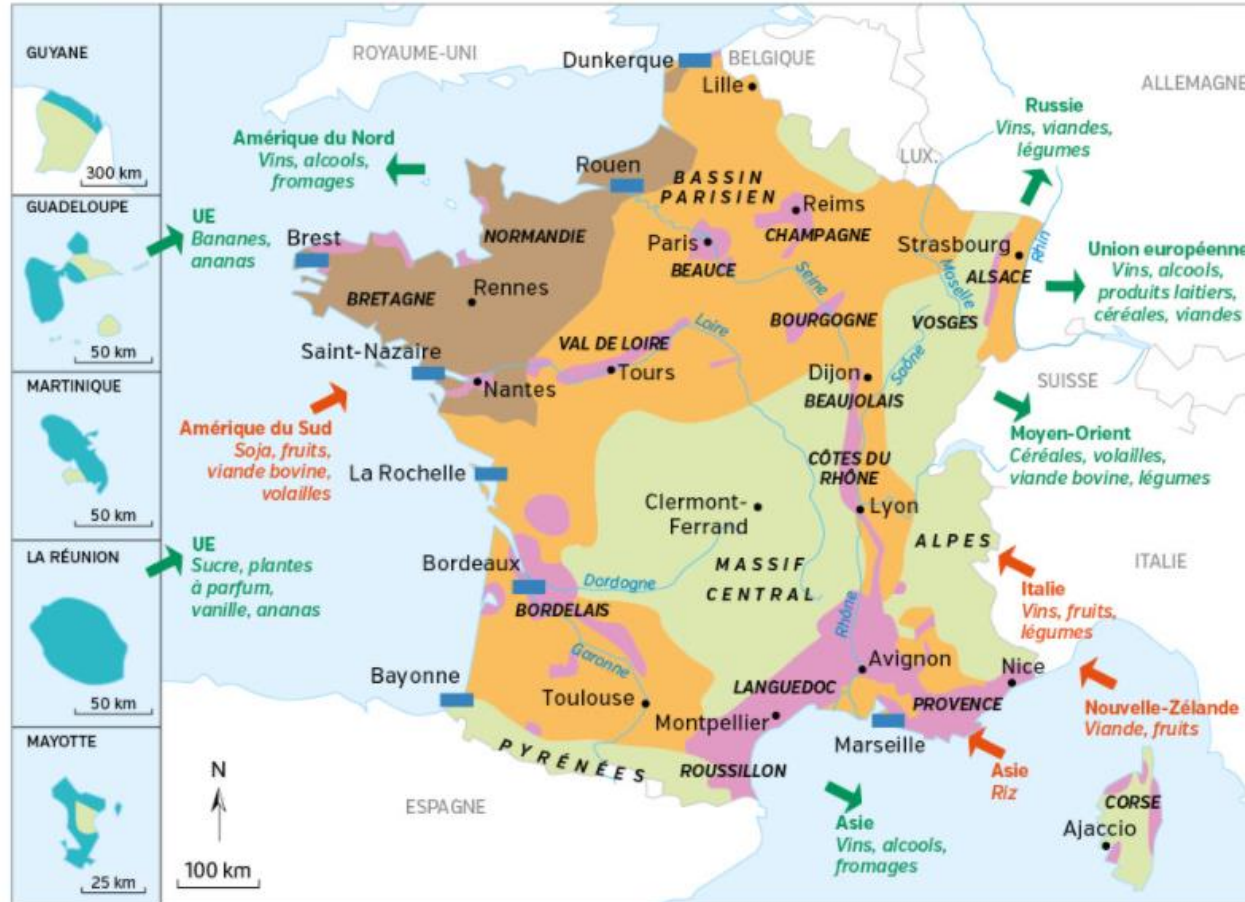 GUYANE
300 km
GUADELOUPE
50 km
MARTINIQUE
50 km
LA RÉUNION
50 km
MAYOTTE
25 km
ROYAUME-UNI
Dunkerque
BELGIQUE
Lille
ALLEMAGNE
Amérique du Nord
Vins, alcools,
fromages
Russie
Vins, viandes,
légumes
LUX.
Rouen
BASSIN
PARISIEN
Reims
CHAMPAGNE
UE
Bananes,
ananas
Brest
NORMANDIE
Paris
BEAUCE
Strasbourg
ALSACE
Rhin
Moselle
Union européenne
Vins, alcools,
produits laitiers,
céréales, viandes
BRETAGNE
Rennes
Seine
BOURGOGNE
VOSGES
Saint-Nazaire
VAL DE LOIRE
Loire
Nantes
Tours
Dijon
Saône
BEAUJOLAIS
SUISSE
Amérique du Sud
Soja, fruits,
viande bovine,
volailles
Moyen-Orient
Céréales, volailles,
viande bovine, légumes
La Rochelle
CÔTES DU
RHÔNE
Clermont-
Ferrand
Lyon
UE
Sucre, plantes
à parfum,
vanille, ananas
Bordeaux
BORDELAIS
Dordogne
MASSIF
CENTRAL
ALPES
ITALIE
Italie
Vins, fruits,
légumes
Rhône
Garonne
Avignon
Nice
Bayonne
Toulouse
LANGUEDOC
Montpellier
PROVENCE
Marseille
Nouvelle-Zélande
Viande, fruits
PYRÉNÉES
ROUSSILLON
Asie
Riz
N
ESPAGNE
100 km
Asie
Vins, alcools,
fromages
CORSE
Ajaccio